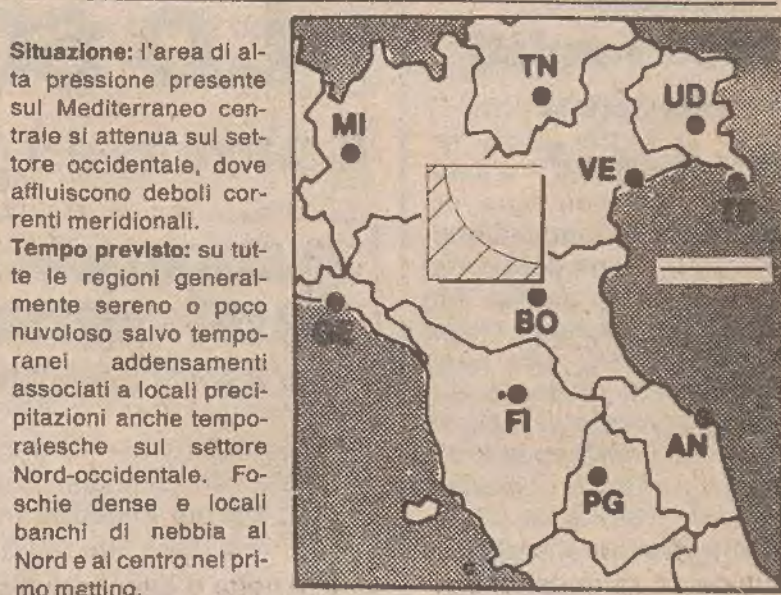 Situazione: l'area di al-
ta pressione presente
sul Mediterraneo cen-
trale si attenua sul set-
tore occidentale, dove
affluiscono deboli cor-
renti meridionali.
Tempo previsto: su tut-
te le regioni general-
mente sereno o poco
nuvoloso salvo tempo-
ranei addensamenti
associati a locali preci-
pitazioni anche tempo-
ralesche sul settore
Nord-occidentale. Fo-
schie dense e locali
banchi di nebbia al
Nord e al centro nel pri-
mo mattino.
TN
UD
MI
VE
TS
GE
BO
FI
AN
PG